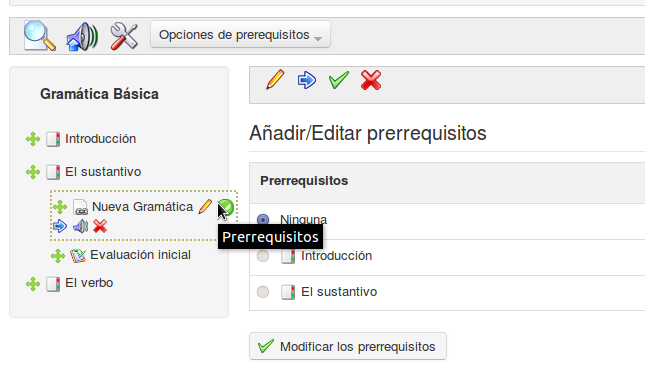 Opciones de prerequisitos
Gramática Básica
Introducción
El sustantivo
Nueva Gramática
Evaluación inicial
El verbo
Añadir/Editar prerrequisitos
Prerrequisitos
Ninguna
Prerrequisitos
Introducción
El sustantivo
Modificar los prerrequisitos